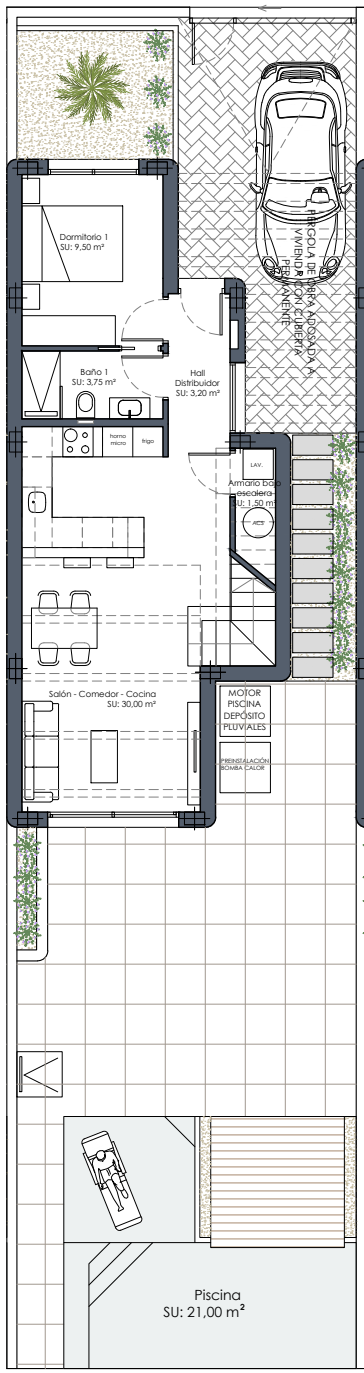 PERGOLA DE OBRA ADOSADA A
VIVIENDA CON CUBIERTA
PERMANENTE
Dormitorio 1
SU: 9,50 m²
Baño 1
SU: 3,75 m²
Hall
Distribuidor
SU: 3,20 m²
horno
micro
frigo
LAV.
Armario bajo
escalera
SU: 1,50 m²
ACS
Salón - Comedor - Cocina
SU: 30,00 m²
MOTOR
PISCINA
DEPÓSITO
PLUVIALES
PREINSTALACIÓN
BOMBA CALOR
Piscina
SU: 21,00 m²